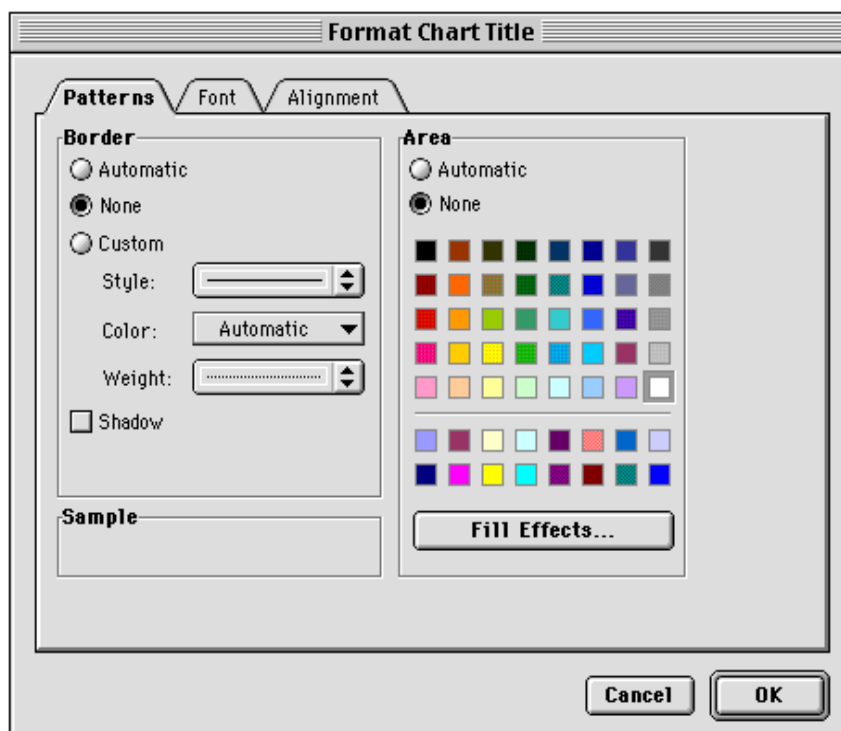 Format Chart Title
Patterns Font Alignment
Border
Automatic
None
Custom
Style:
Color: Automatic
Weight:
Shadow
Sample
Area
Automatic
None
Fill Effects...
Cancel OK